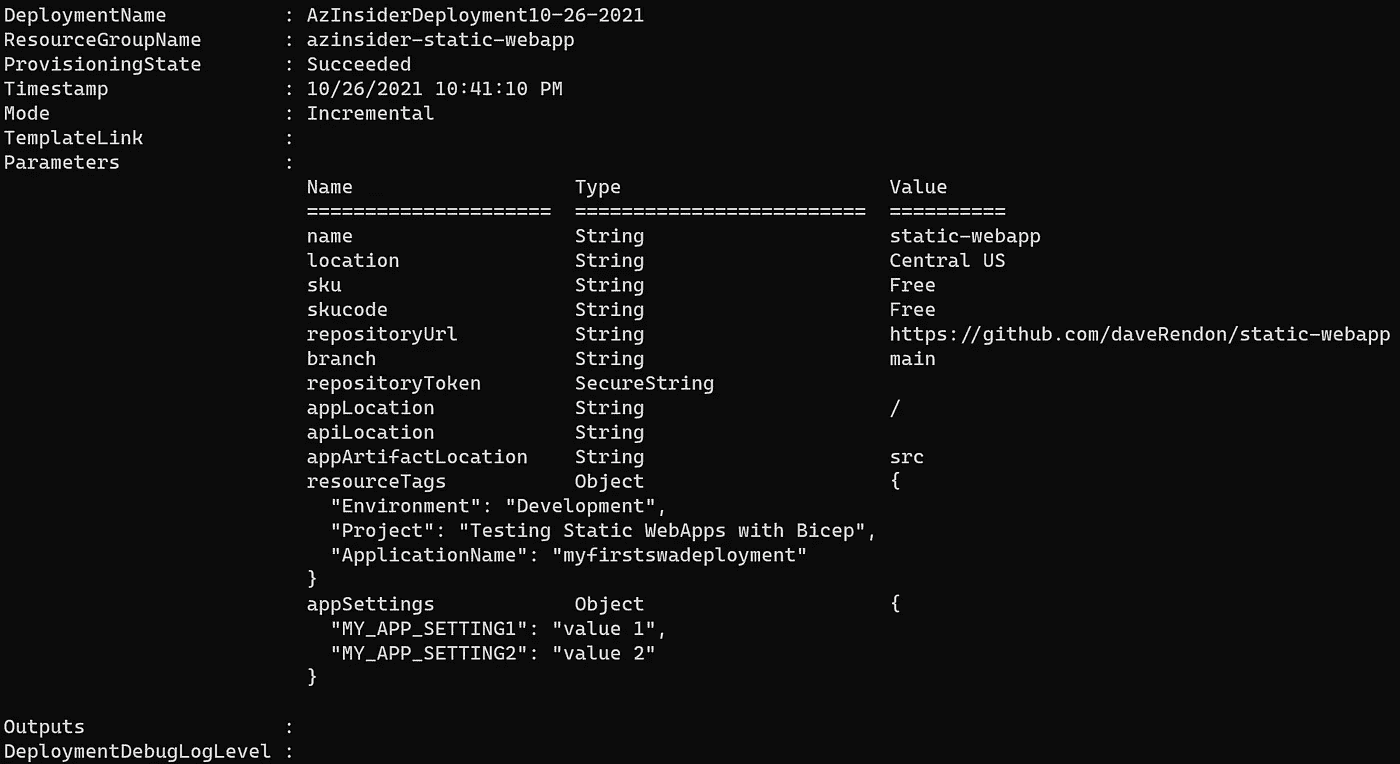 DeploymentName          : AzInsiderDeployment10-26-2021
ResourceGroupName       : azinsider-static-webapp
ProvisioningState       : Succeeded
Timestamp               : 10/26/2021 10:41:10 PM
Mode                    : Incremental
TemplateLink            :
Parameters              :
                          Name                   Type                       Value
                          =====================  =========================  ==========
                          name                   String                     static-webapp
                          location               String                     Central US
                          sku                    String                     Free
                          skucode                String                     Free
                          repositoryUrl          String                     https://github.com/daveRendon/static-webapp
                          branch                 String                     main
                          repositoryToken        SecureString
                          appLocation            String                     /
                          apiLocation            String
                          appArtifactLocation    String                     src
                          resourceTags           Object                     {
                            "Environment": "Development",
                            "Project": "Testing Static WebApps with Bicep",
                            "ApplicationName": "myfirstswadeployment"
                          }
                          appSettings            Object                     {
                            "MY_APP_SETTING1": "value 1",
                            "MY_APP_SETTING2": "value 2"
                          }
Outputs                 :
DeploymentDebugLogLevel :